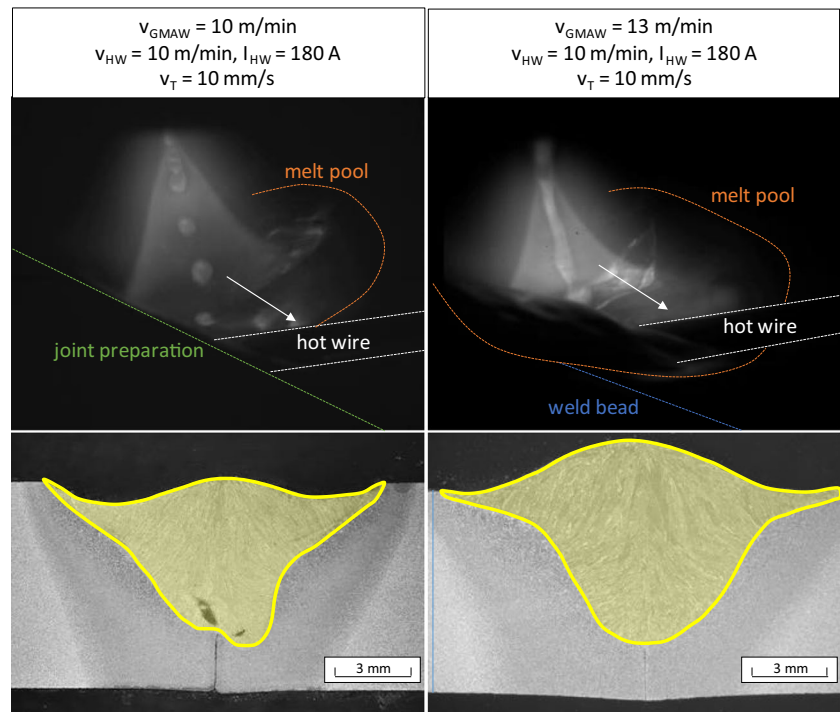 v_GMAW = 10 m/min
v_HW = 10 m/min, I_HW = 180 A
v_T = 10 mm/s
v_GMAW = 13 m/min
v_HW = 10 m/min, I_HW = 180 A
v_T = 10 mm/s
melt pool
hot wire
joint preparation
melt pool
hot wire
weld bead
3 mm
3 mm